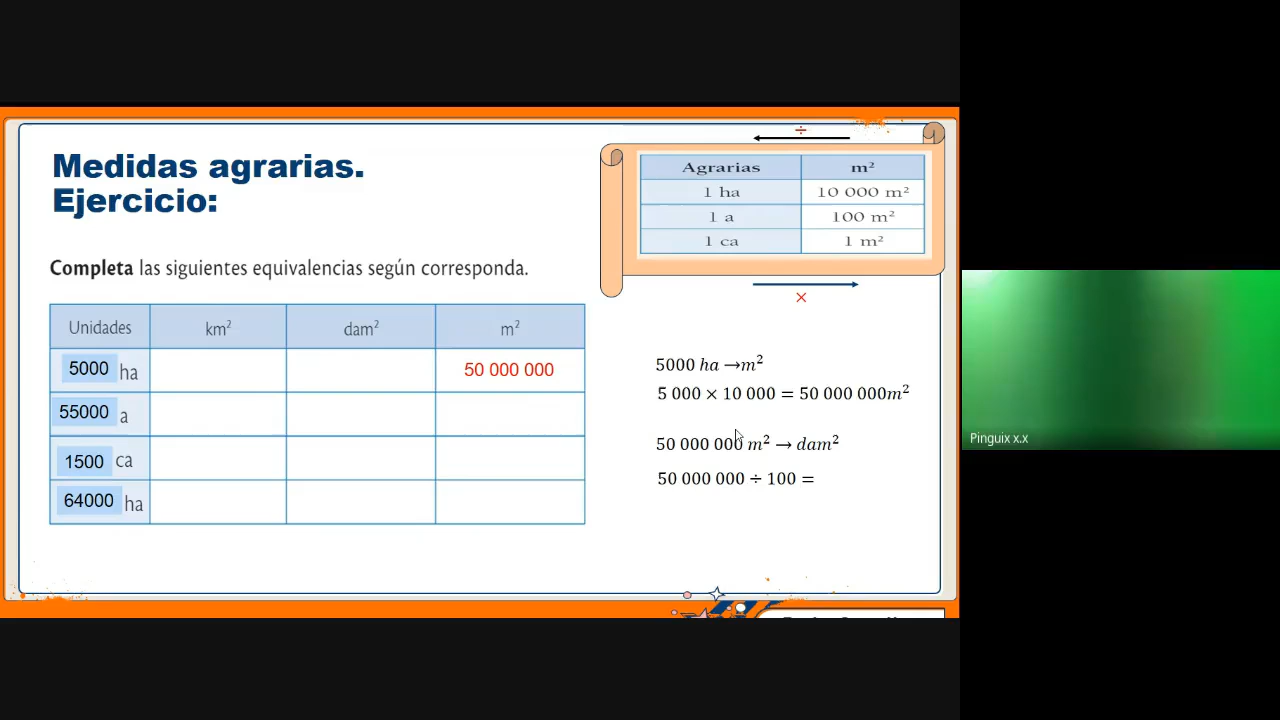 Medidas agrarias.
Ejercicio:
÷
Agrarias m²
1 ha 10 000 m²
1 a 100 m²
1 ca 1 m²
×
Completa las siguientes equivalencias según corresponda.
Unidades km² dam² m²
5000 ha 50 000 000
55000 a
1500 ca
64000 ha
5000 ha →m²
5 000 × 10 000 = 50 000 000m²
50 000 000 m² → dam²
50 000 000 ÷ 100 =
Pinguix x.x